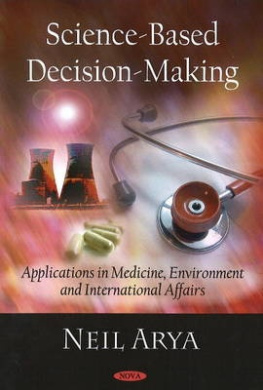 Science-Based
Decision-Making
Applications in Medicine, Environment
and International Affairs
NEIL ARYA
NOVA